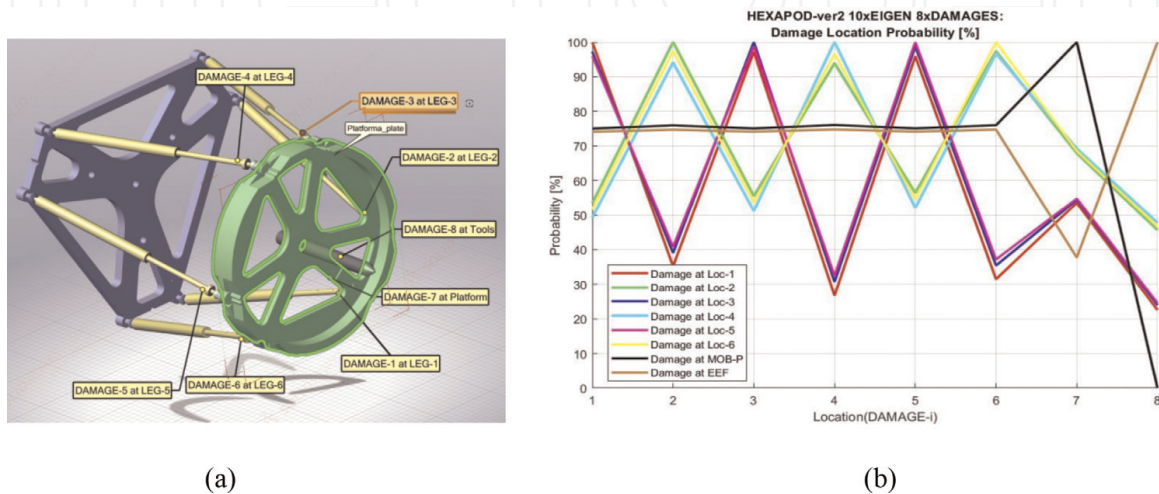 DAMAGE-4 at LEG-4
DAMAGE-3 at LEG-3
Platforma_plate
DAMAGE-2 at LEG-2
DAMAGE-8 at Tools
DAMAGE-7 at Platform
DAMAGE-1 at LEG-1
DAMAGE-5 at LEG-5
DAMAGE-6 at LEG-6
(a)
HEXAPOD-ver2 10xEIGEN 8xDAMAGES:
Damage Location Probability [%]
Probability [%]
100
90
80
70
60
50
40
30
20
10
0
Damage at Loc-1
Damage at Loc-2
Damage at Loc-3
Damage at Loc-4
Damage at Loc-5
Damage at Loc-6
Damage at MOB-P
Damage at EEF
1 2 3 4 5 6 7 8
Location(DAMAGE-i)
(b)